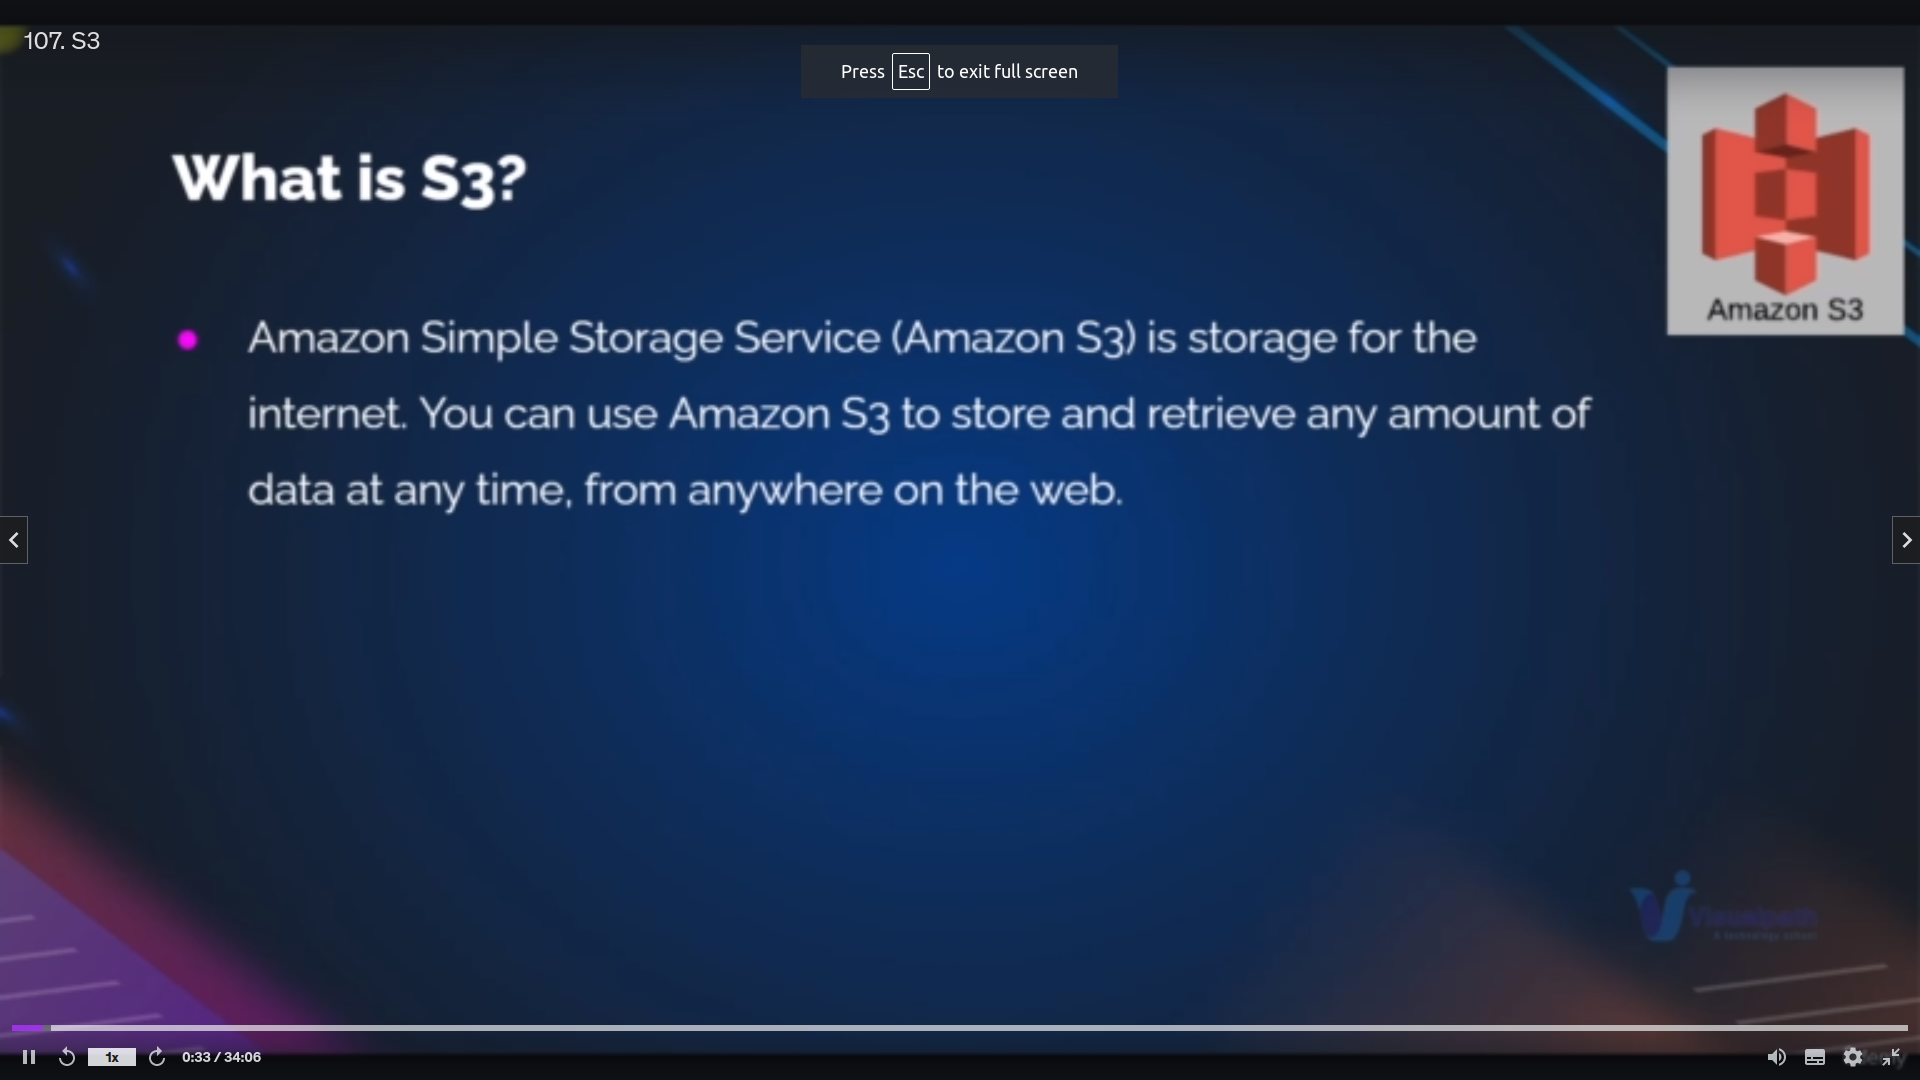 107. S3
Press Esc to exit full screen
What is S3?
Amazon S3
Amazon Simple Storage Service (Amazon S3) is storage for the
internet. You can use Amazon S3 to store and retrieve any amount of
data at any time, from anywhere on the web.
Visualpath
1x
0:33 / 34:06